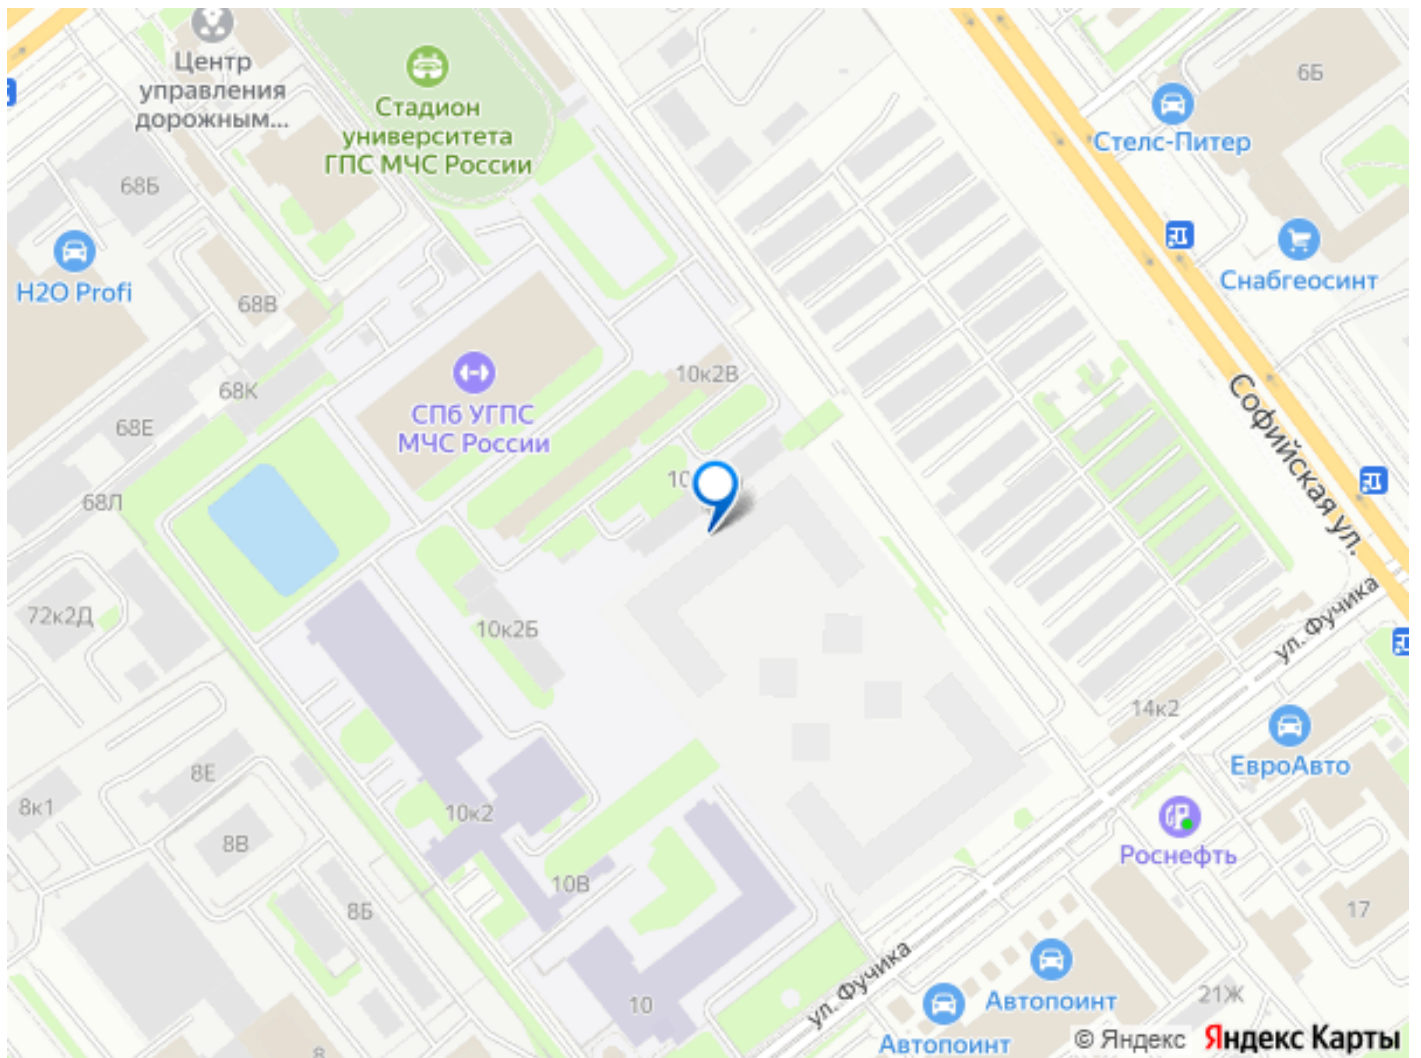 Центр
управления
дорожным...
Стадион
университета
ГПС МЧС России
6Б
Стелс-Питер
68Б
H2O Profi
Снабгеосинт
68В
10к2В
68К
СПб УГПС
МЧС России
68Е
Софийская ул.
68Л
10
72к2Д
10к2Б
ул. Фучика
14к2
8Е
ЕвроАвто
8к1
10к2
8В
Роснефть
10В
8Б
17
ул. Фучика
21Ж
10
Автопоинт
Автопоинт
8
© Яндекс Яндекс Карты